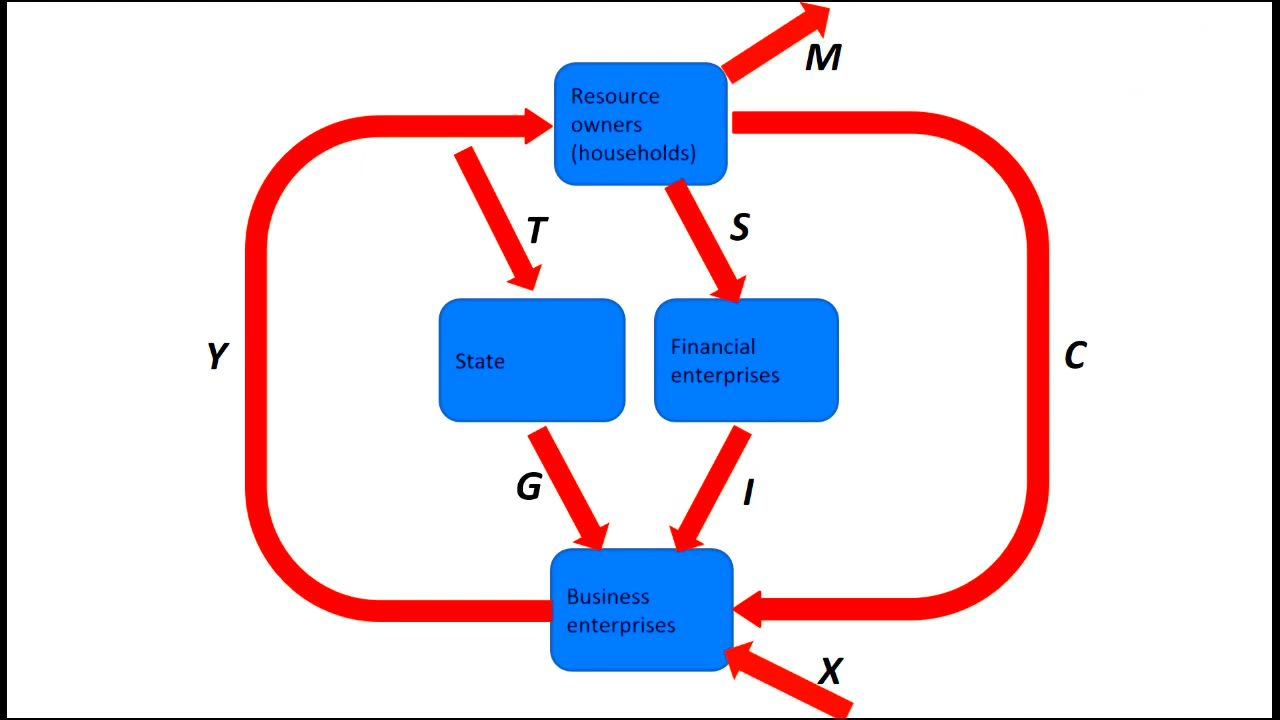 M
Resource
owners
(households)
T
S
Y
State
Financial
enterprises
C
G
I
Business
enterprises
X